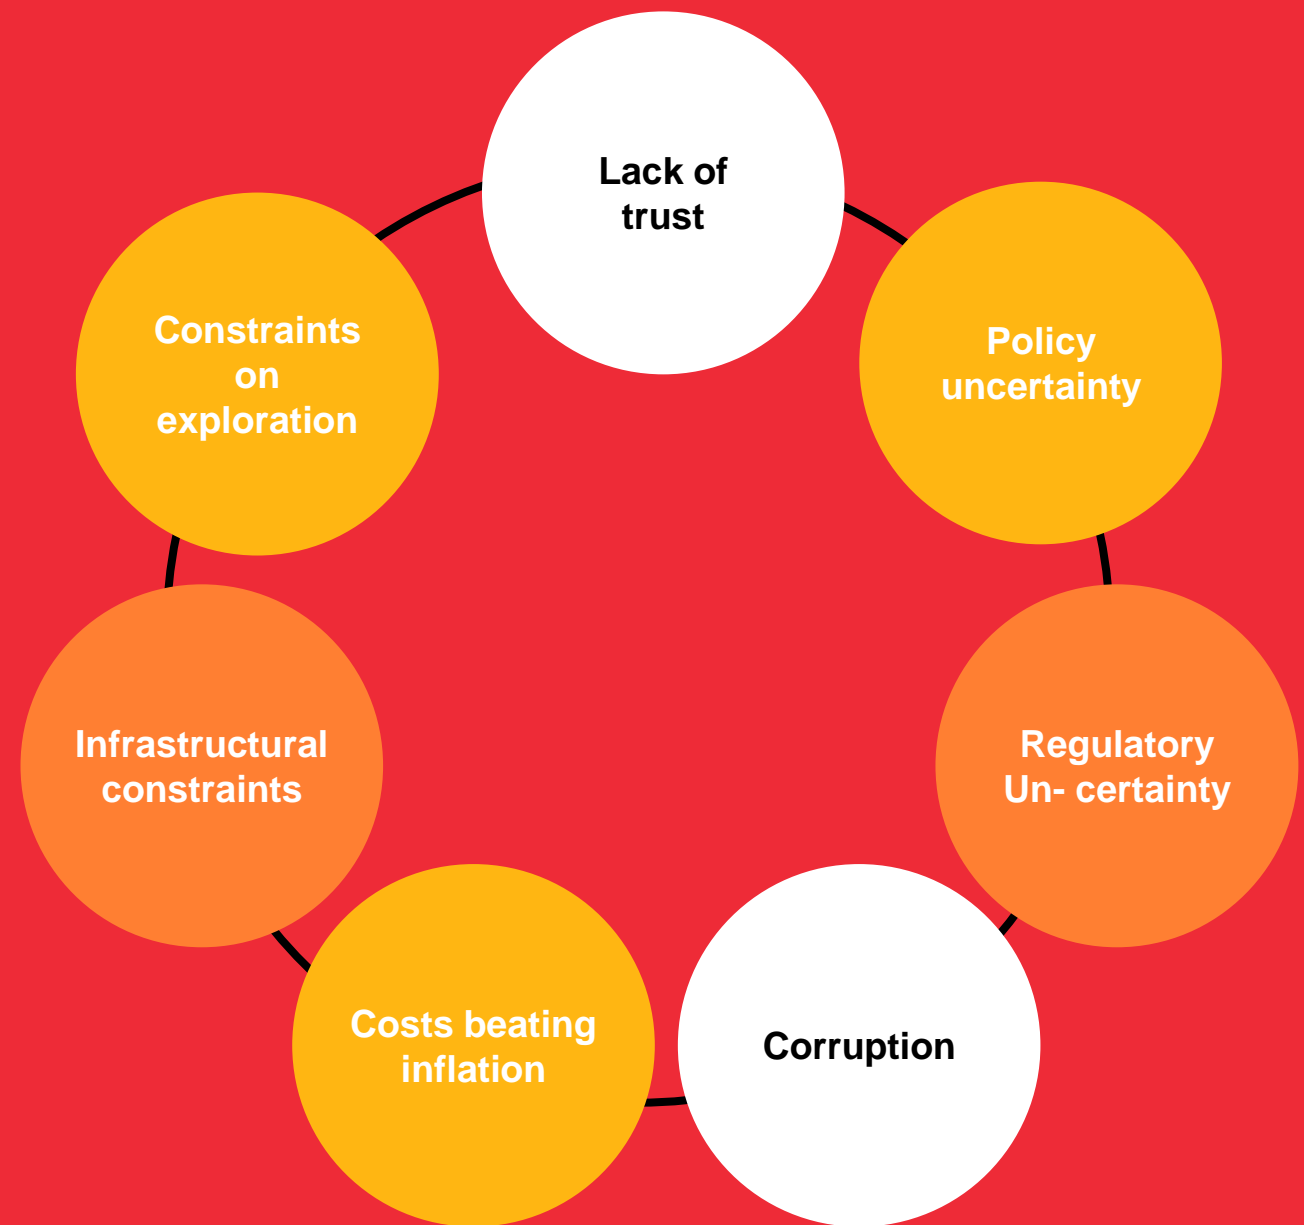 Lack of
trust
Policy
uncertainty
Regulatory
Un- certainty
Corruption
Costs beating
inflation
Infrastructural
constraints
Constraints
on
exploration